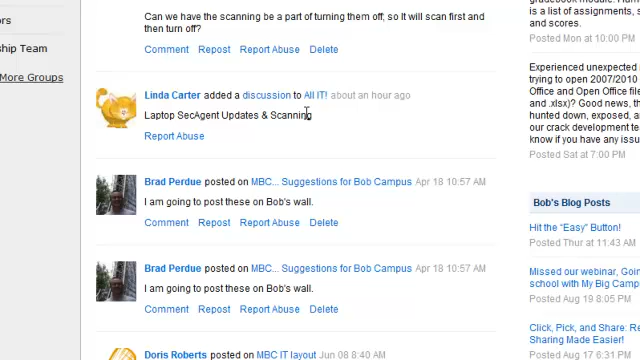 ors
rship Team
More Groups
Can we have the scanning be a part of turning them off, so it will scan first and
then turn off?
Comment Repost Report Abuse Delete
Linda Carter added a discussion to All IT! about an hour ago
Laptop SecAgent Updates & Scanning
Report Abuse
Brad Perdue posted on MBC... Suggestions for Bob Campus Apr 18 10:57 AM
I am going to post these on Bob's wall.
Comment Repost Report Abuse Delete
Brad Perdue posted on MBC... Suggestions for Bob Campus Apr 18 10:57 AM
I am going to post these on Bob's wall.
Comment Repost Report Abuse Delete
Doris Roberts posted on MBC IT layout Jun 08 8:40 AM
is a list of assignments, s
and scores.
Posted Mon at 10:00 PM
Experienced unexpected
trying to open 2007/2010
Office and Open Office file
and .xlsx)? Good news, th
hunted down, exposed, a
our crack development te
know if you have any issu
Posted Sat at 7:00 PM
Bob's Blog Posts
Hit the "Easy" Button!
Posted Thur at 11:43 AM
Missed our webinar, Goin
school with My Big Camp
Posted Aug 19 8:05 PM
Click, Pick, and Share: Re
Sharing Made Easier!
Posted Aug 17 6:31 PM